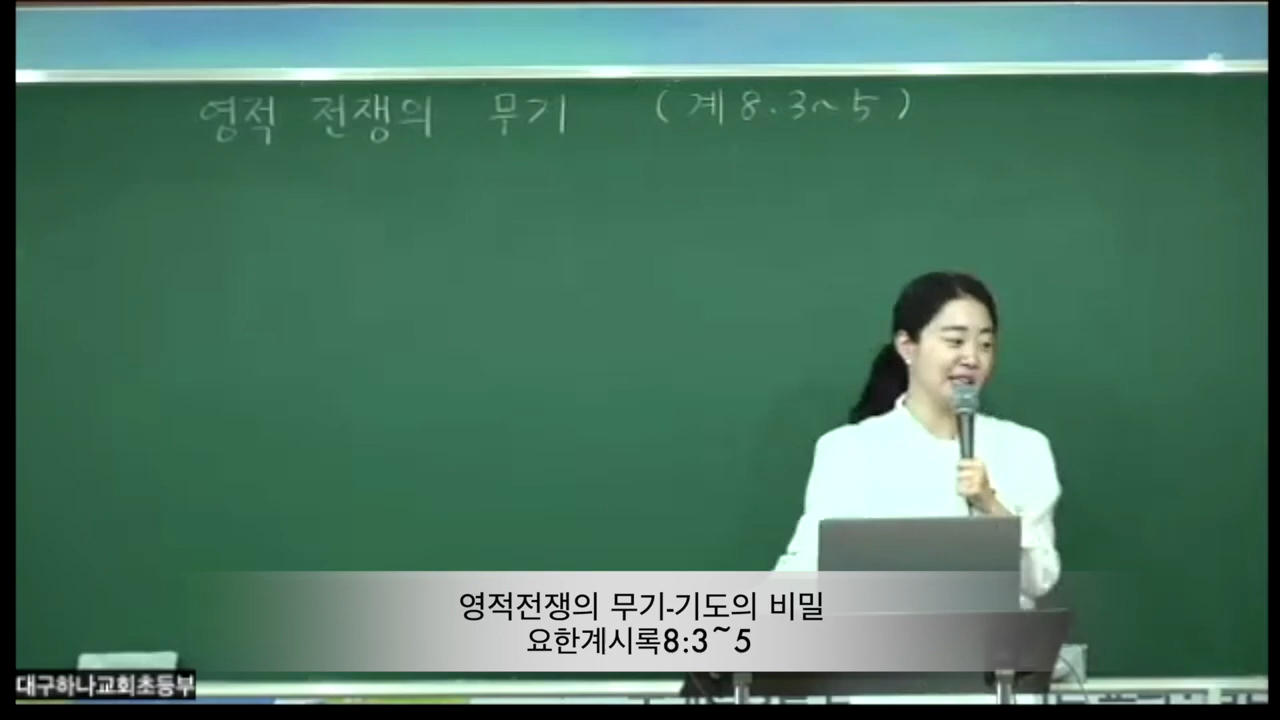 영적 전쟁의 무기 (계 8.3~5)
영적전쟁의 무기-기도의 비밀
요한계시록8:3~5
대구하나교회초등부